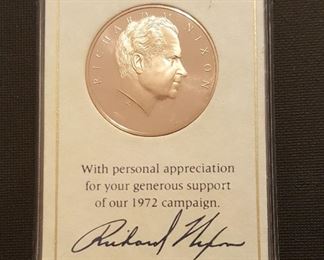 RICHARD M. NIXON
With personal appreciation
for your generous support
of our 1972 campaign.
Richard Nixon